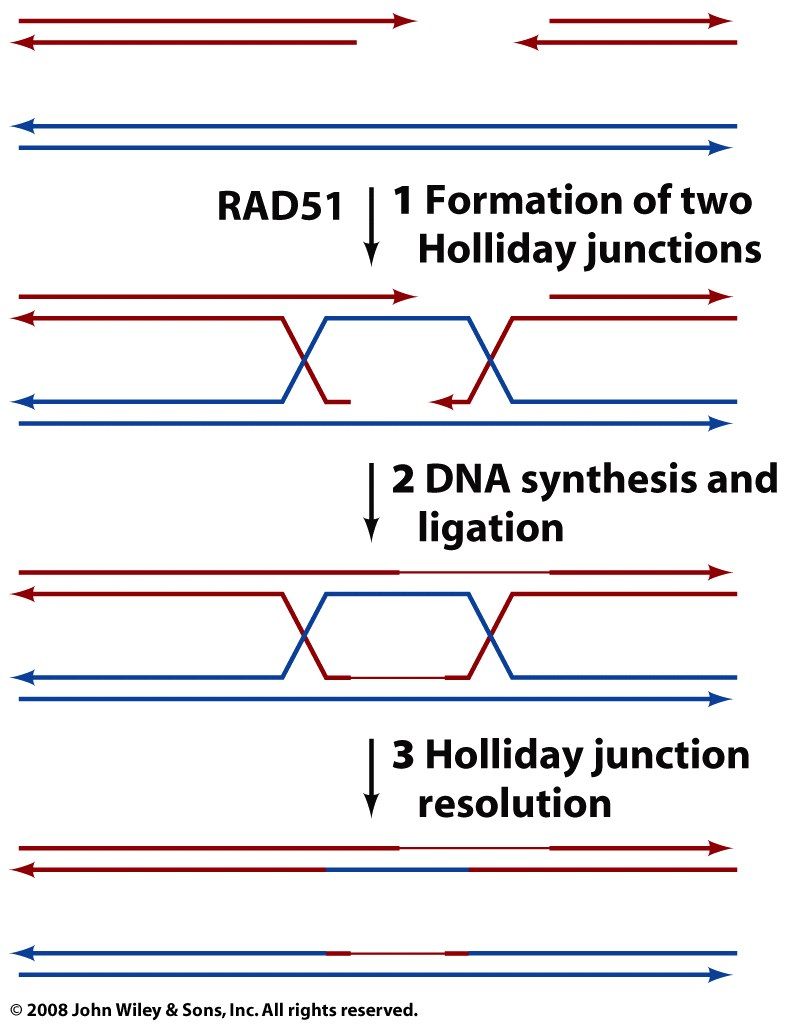 RAD51
1 Formation of two
Holliday junctions
2 DNA synthesis and
ligation
3 Holliday junction
resolution
© 2008 John Wiley & Sons, Inc. All rights reserved.